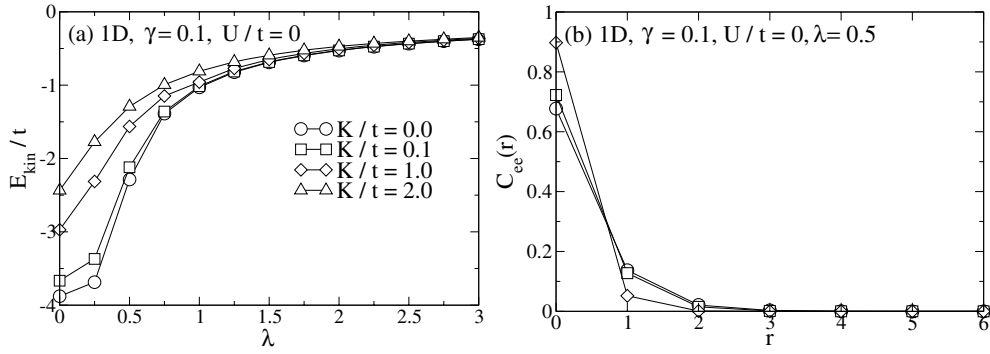 (a) 1D, γ = 0.1, U / t = 0
0
-1
-2
-3
-4
E_kin / t
K / t = 0.0
K / t = 0.1
K / t = 1.0
K / t = 2.0
0 0.5 1 1.5 2 2.5 3
λ
(b) 1D, γ = 0.1, U / t = 0, λ = 0.5
1
0.8
0.6
0.4
0.2
0
C_ee(r)
0 1 2 3 4 5 6
r